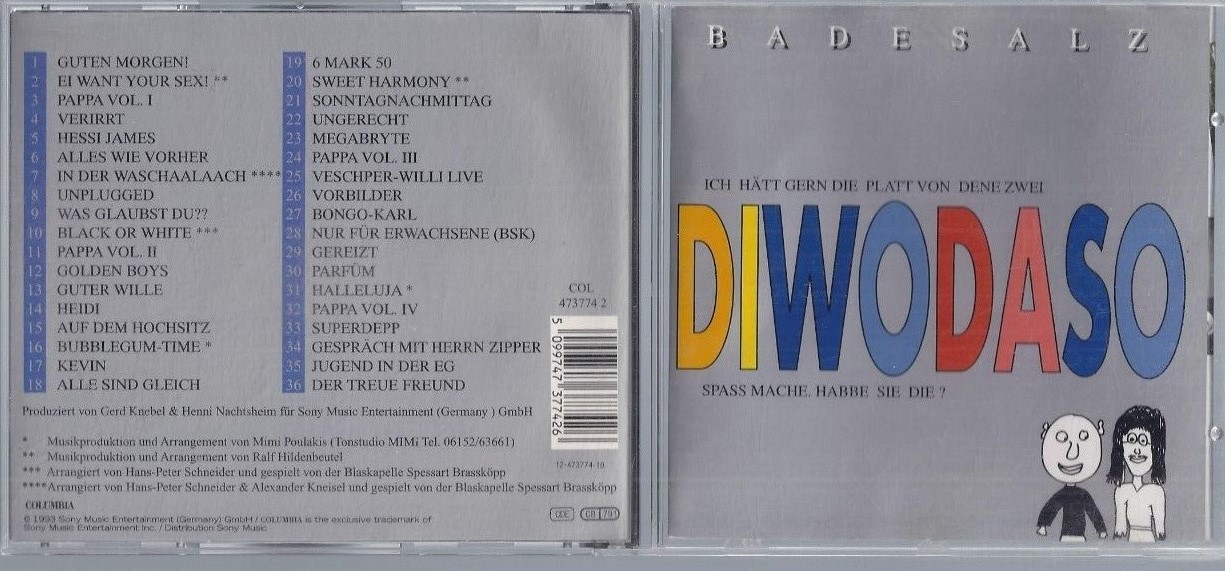 1 GUTEN MORGEN!
2 EI WANT YOUR SEX! **
3 PAPPA VOL. I
4 VERIRRT
5 HESSI JAMES
6 ALLES WIE VORHER
7 IN DER WASCHAALAACH ****
8 UNPLUGGED
9 WAS GLAUBST DU??
10 BLACK OR WHITE ***
11 PAPPA VOL. II
12 GOLDEN BOYS
13 GUTER WILLE
14 HEIDI
15 AUF DEM HOCHSITZ
16 BUBBLEGUM-TIME *
17 KEVIN
18 ALLE SIND GLEICH
19 6 MARK 50
20 SWEET HARMONY **
21 SONNTAGNACHMITTAG
22 UNGERECHT
23 MEGABRYTE
24 PAPPA VOL. III
25 VESCHPER-WILLI LIVE
26 VORBILDER
27 BONGO-KARL
28 NUR FÜR ERWACHSENE (BSK)
29 GEREIZT
30 PARFÜM
31 HALLELUJA *
32 PAPPA VOL. IV
33 SUPERDEPP
34 GESPRÄCH MIT HERRN ZIPPER
35 JUGEND IN DER EG
36 DER TREUE FREUND
COL
473774 2
5 099747 377426
12-473774-10
Produziert von Gerd Knebel & Henni Nachtsheim für Sony Music Entertainment (Germany ) GmbH
* Musikproduktion und Arrangement von Mimi Poulakis (Tonstudio MIMi Tel. 06152/63661)
** Musikproduktion und Arrangement von Ralf Hildenbeutel
*** Arrangiert von Hans-Peter Schneider und gespielt von der Blaskapelle Spessart Brassköpp
**** Arrangiert von Hans-Peter Schneider & Alexander Kneisel und gespielt von der Blaskapelle Spessart Brassköpp
COLUMBIA
© 1993 Sony Music Entertainment (Germany) GmbH / COLUMBIA is the exclusive trademark of
Sony Music Entertainment Inc. / Distribution Sony Music
CB 791
BADESALZ
ICH HÄTT GERN DIE PLATT VON DENE ZWEI
DIWODASO
SPASS MACHE. HABBE SIE DIE ?